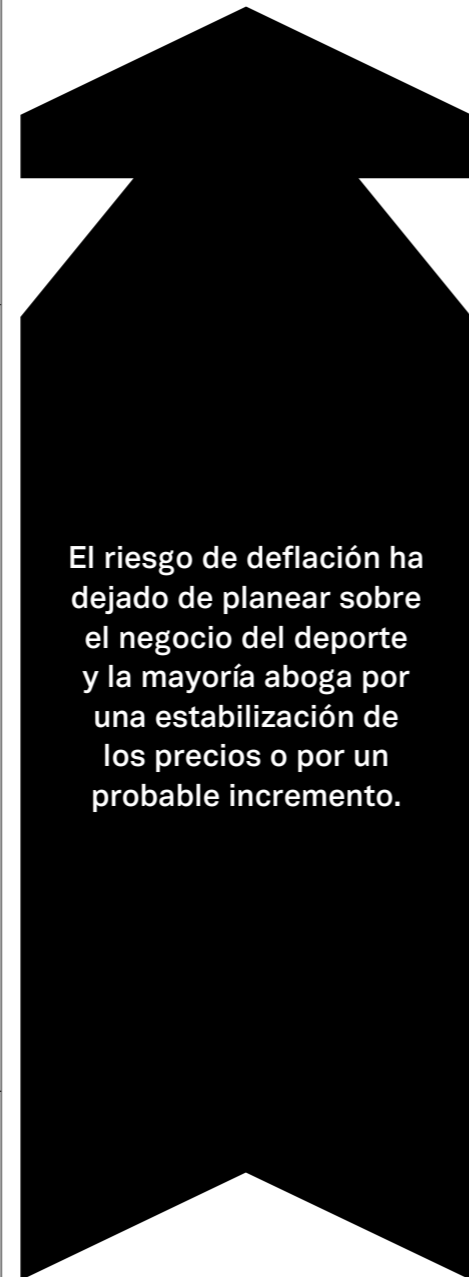 El riesgo de deflación ha
dejado de planear sobre
el negocio del deporte
y la mayoría aboga por
una estabilización de
los precios o por un
probable incremento.